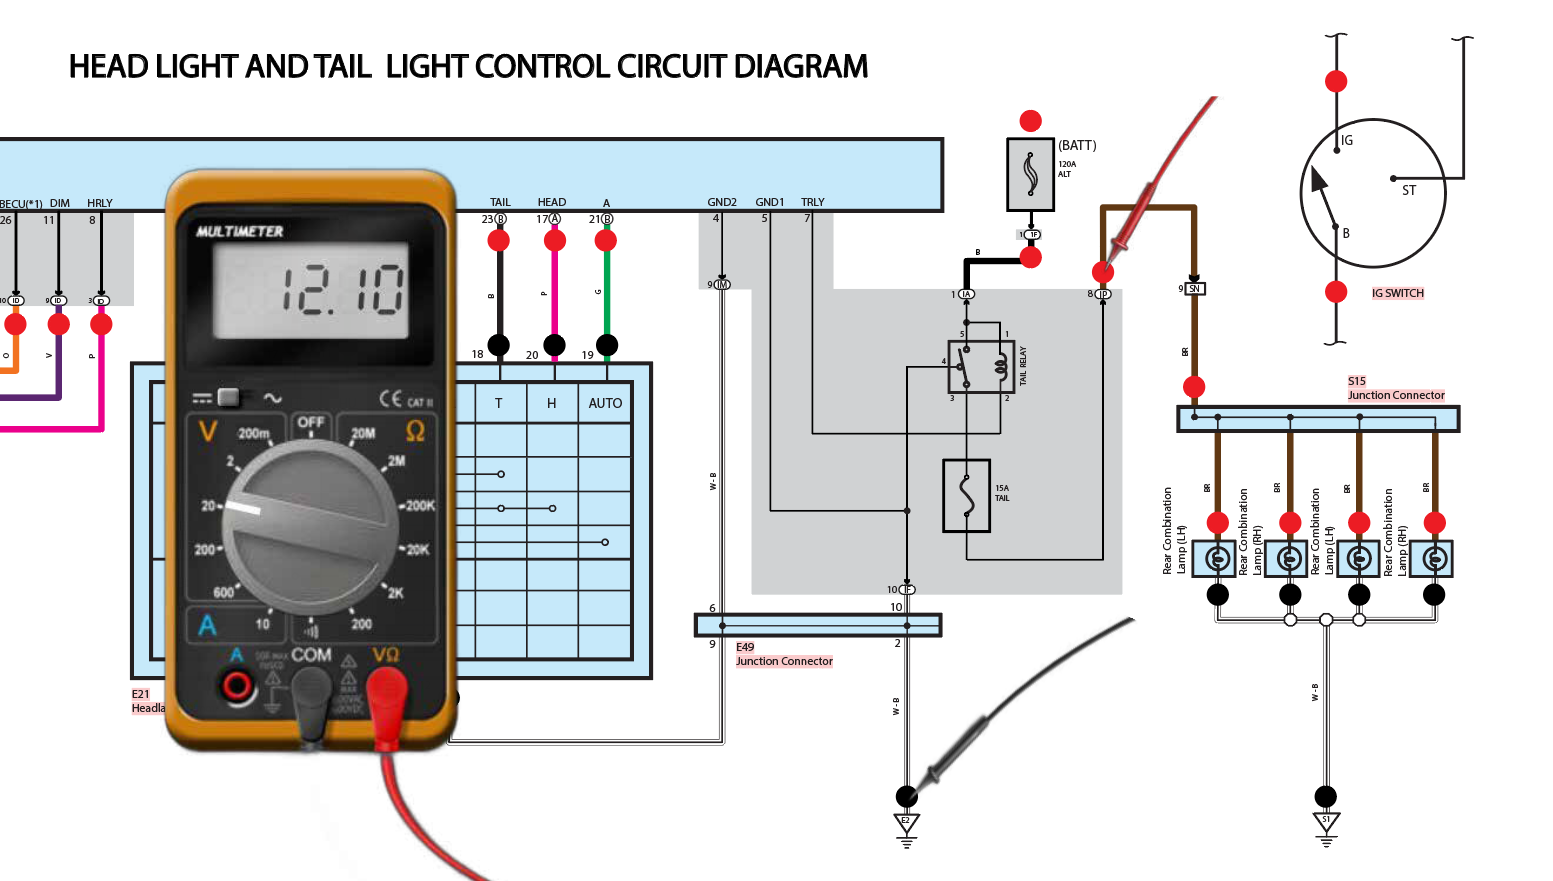 HEAD LIGHT AND TAIL LIGHT CONTROL CIRCUIT DIAGRAM
IG
ST
B
IG SWITCH
(BATT)
120A
ALT
1 1F
BECU(*1) DIM HRLY
26 11 8
10 ID 9 ID 3 ID
O V P
TAIL HEAD A
23 B 17 A 21 B
B P G
18 20 19
T H AUTO
GND2 GND1 TRLY
4 5 7
9 IM
W - B
B
1 IA
8 IP
5 1
4
3 2
TAIL RELAY
15A
TAIL
10 IF
6 10
9 2
E49
Junction Connector
W - B
E2
9 SN
BR
S15
Junction Connector
BR BR BR BR
Rear Combination
Lamp (LH)
Rear Combination
Lamp (RH)
Rear Combination
Lamp (LH)
Rear Combination
Lamp (RH)
W - B
S1
E21
Headla
MULTIMETER
12.10
CE CAT II
V OFF Ω
200m 20M
2 2M
20 200K
200 20K
600 2K
A 10 200
A COM VΩ